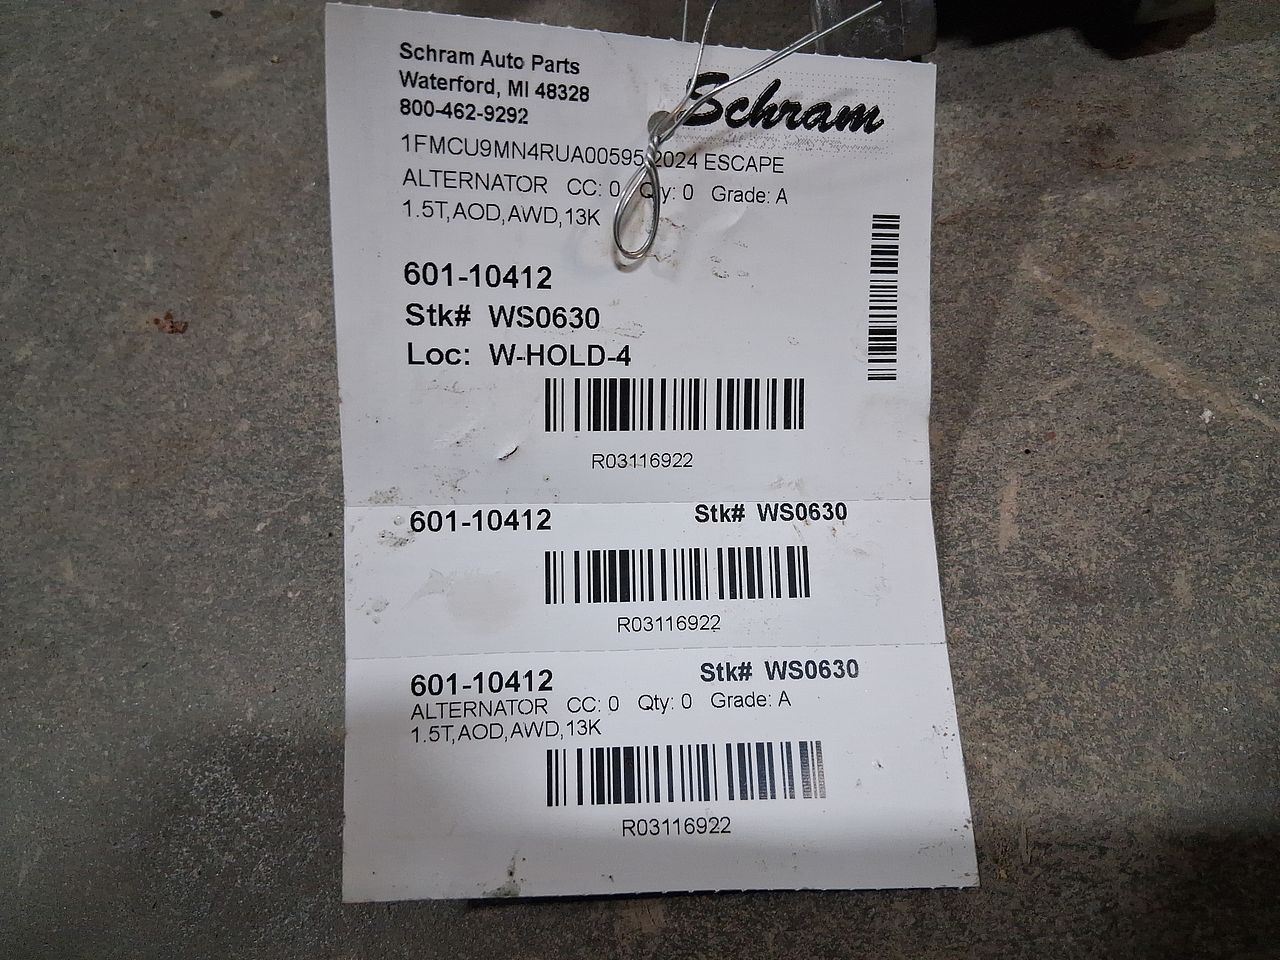 Schram Auto Parts
Waterford, MI 48328
800-462-9292
Schram
1FMCU9MN4RUA00595 2024 ESCAPE
ALTERNATOR CC: 0 Qty: 0 Grade: A
1.5T,AOD,AWD,13K
601-10412
Stk# WS0630
Loc: W-HOLD-4
R03116922
601-10412 Stk# WS0630
R03116922
601-10412 Stk# WS0630
ALTERNATOR CC: 0 Qty: 0 Grade: A
1.5T,AOD,AWD,13K
R03116922